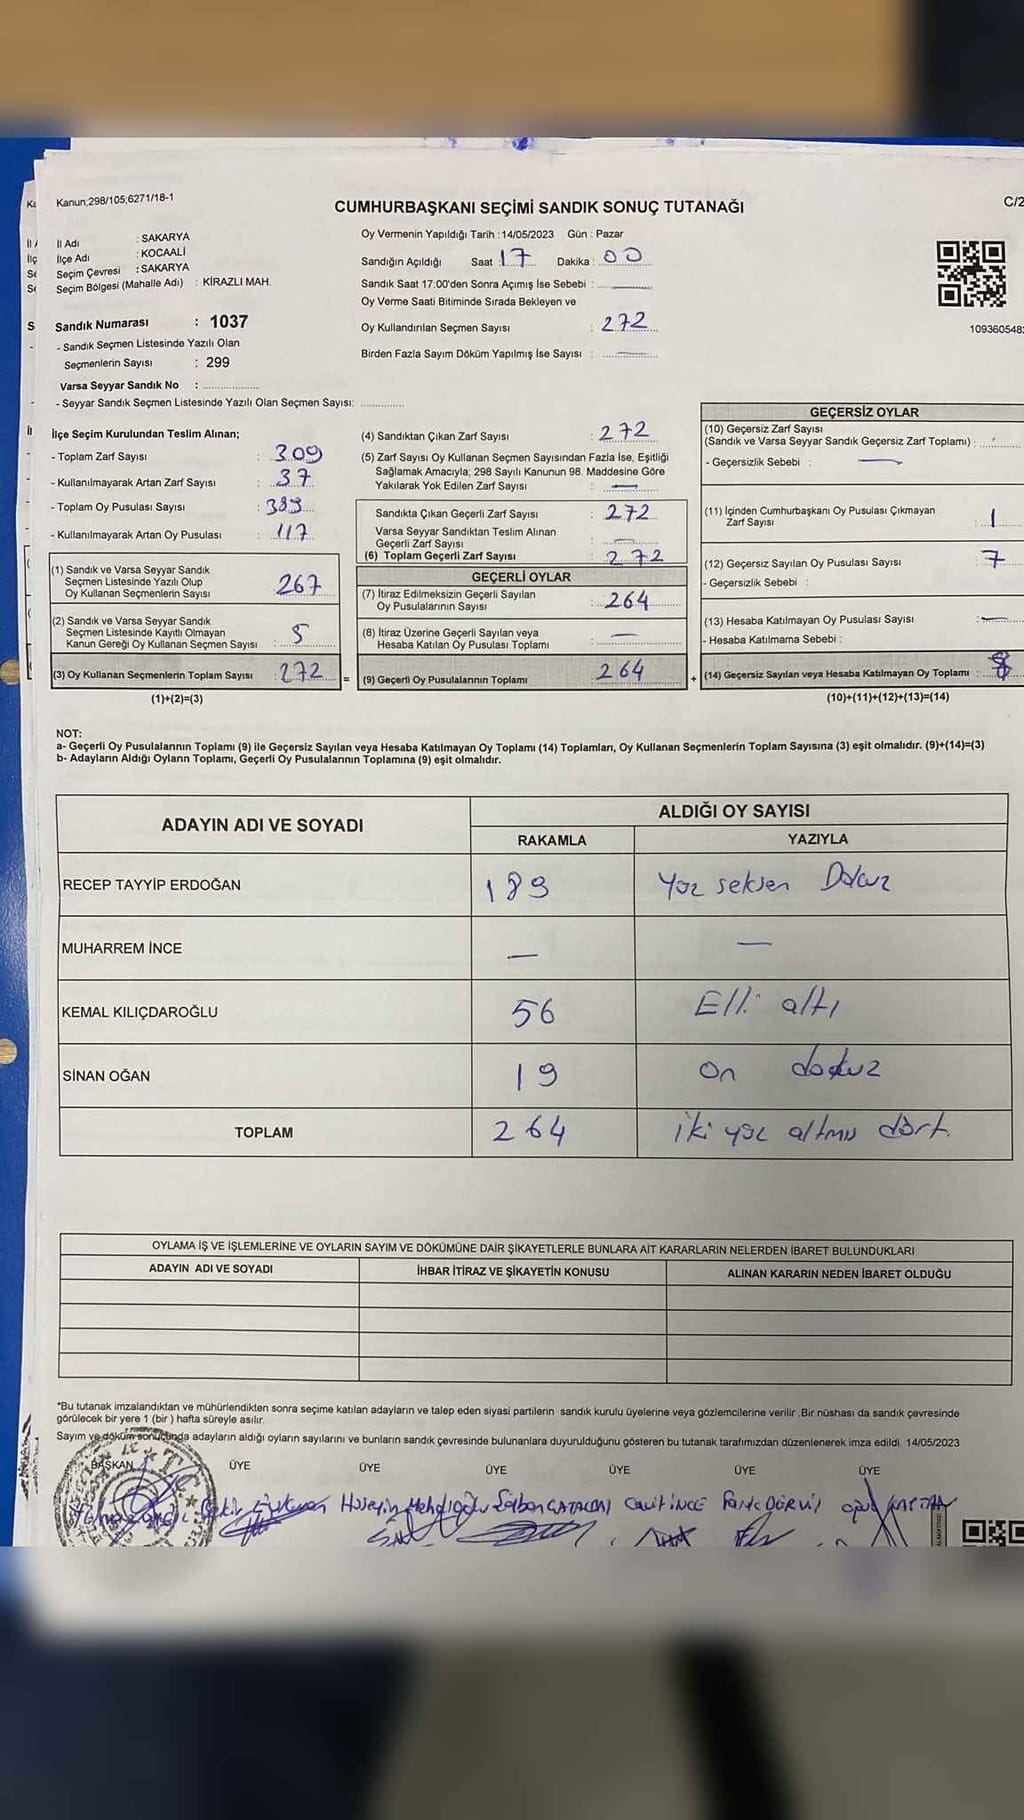 Kanun;298/105;6271/18-1
C/2
CUMHURBAŞKANI SEÇİMİ SANDIK SONUÇ TUTANAĞI
İl Adı : SAKARYA
İlçe Adı : KOCAALİ
Seçim Çevresi : SAKARYA
Seçim Bölgesi (Mahalle Adı) : KİRAZLI MAH.
Sandık Numarası : 1037
- Sandık Seçmen Listesinde Yazılı Olan
Seçmenlerin Sayısı : 299
Varsa Seyyar Sandık No :
- Seyyar Sandık Seçmen Listesinde Yazılı Olan Seçmen Sayısı:
Oy Vermenin Yapıldığı Tarih : 14/05/2023 Gün : Pazar
Sandığın Açıldığı Saat 17 Dakika : 00
Sandık Saat 17:00'den Sonra Açımış İse Sebebi : —
Oy Verme Saati Bitiminde Sırada Bekleyen ve
Oy Kullandırılan Seçmen Sayısı : 272
Birden Fazla Sayım Döküm Yapılmış İse Sayısı : —
109360548
İlçe Seçim Kurulundan Teslim Alınan;
- Toplam Zarf Sayısı : 309
- Kullanılmayarak Artan Zarf Sayısı : 37
- Toplam Oy Pusulası Sayısı : 389
- Kullanılmayarak Artan Oy Pusulası : 117
(1) Sandık ve Varsa Seyyar Sandık
Seçmen Listesinde Yazılı Olup
Oy Kullanan Seçmenlerin Sayısı : 267
(2) Sandık ve Varsa Seyyar Sandık
Seçmen Listesinde Kayıtlı Olmayan
Kanun Gereği Oy Kullanan Seçmen Sayısı : 5
(3) Oy Kullanan Seçmenlerin Toplam Sayısı : 272 =
(1)+(2)=(3)
(4) Sandıktan Çıkan Zarf Sayısı : 272
(5) Zarf Sayısı Oy Kullanan Seçmen Sayısından Fazla İse, Eşitliği
Sağlamak Amacıyla; 298 Sayılı Kanunun 98. Maddesine Göre
Yakılarak Yok Edilen Zarf Sayısı : —
Sandıkta Çıkan Geçerli Zarf Sayısı : 272
Varsa Seyyar Sandıktan Teslim Alınan
Geçerli Zarf Sayısı : —
(6) Toplam Geçerli Zarf Sayısı : 272
GEÇERLİ OYLAR
(7) İtiraz Edilmeksizin Geçerli Sayılan
Oy Pusulalarının Sayısı : 264
(8) İtiraz Üzerine Geçerli Sayılan veya
Hesaba Katılan Oy Pusulası Toplamı : —
(9) Geçerli Oy Pusulalarının Toplamı : 264 +
GEÇERSİZ OYLAR
(10) Geçersiz Zarf Sayısı
(Sandık ve Varsa Seyyar Sandık Geçersiz Zarf Toplamı) :
- Geçersizlik Sebebi : —
(11) İçinden Cumhurbaşkanı Oy Pusulası Çıkmayan
Zarf Sayısı : 1
(12) Geçersiz Sayılan Oy Pusulası Sayısı : 7
- Geçersizlik Sebebi :
(13) Hesaba Katılmayan Oy Pusulası Sayısı : —
- Hesaba Katılmama Sebebi :
(14) Geçersiz Sayılan veya Hesaba Katılmayan Oy Toplamı : 8
(10)+(11)+(12)+(13)=(14)
NOT:
a- Geçerli Oy Pusulalarının Toplamı (9) ile Geçersiz Sayılan veya Hesaba Katılmayan Oy Toplamı (14) Toplamları, Oy Kullanan Seçmenlerin Toplam Sayısına (3) eşit olmalıdır. (9)+(14)=(3)
b- Adayların Aldığı Oyların Toplamı, Geçerli Oy Pusulalarının Toplamına (9) eşit olmalıdır.
ADAYIN ADI VE SOYADI ALDIĞI OY SAYISI
RAKAMLA YAZIYLA
RECEP TAYYİP ERDOĞAN 189 Yüz seksen Dokuz
MUHARREM İNCE — —
KEMAL KILIÇDAROĞLU 56 Elli altı
SİNAN OĞAN 19 on dokuz
TOPLAM 264 iki yüz altmış dört
OYLAMA İŞ VE İŞLEMLERİNE VE OYLARIN SAYIM VE DÖKÜMÜNE DAİR ŞİKAYETLERLE BUNLARA AİT KARARLARIN NELERDEN İBARET BULUNDUKLARI
ADAYIN ADI VE SOYADI İHBAR İTİRAZ VE ŞİKAYETİN KONUSU ALINAN KARARIN NEDEN İBARET OLDUĞU
*Bu tutanak imzalandıktan ve mühürlendikten sonra seçime katılan adayların ve talep eden siyasi partilerin sandık kurulu üyelerine veya gözlemcilerine verilir.Bir nüshası da sandık çevresinde
görülecek bir yere 1 (bir ) hafta süreyle asılır.
Sayım ve döküm sonucunda adayların aldığı oyların sayılarını ve bunların sandık çevresinde bulunanlara duyurulduğunu gösteren bu tutanak tarafımızdan düzenlenerek imza edildi. 14/05/2023
BAŞKAN ÜYE ÜYE ÜYE ÜYE ÜYE ÜYE
Hüseyin Mehdioğlu Cavit İNCE